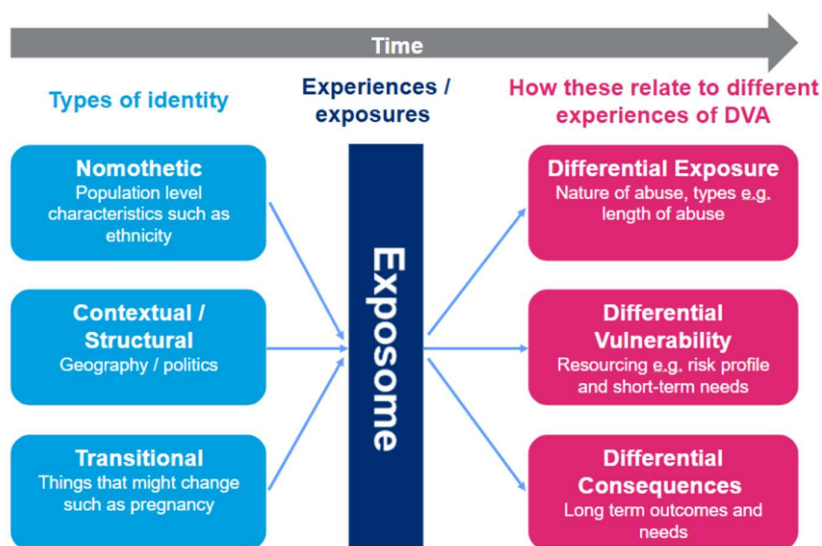 Time
Types of identity
Experiences /
exposures
How these relate to different
experiences of DVA
Nomothetic
Population level
characteristics such as
ethnicity
Contextual /
Structural
Geography / politics
Transitional
Things that might change
such as pregnancy
Exposome
Differential Exposure
Nature of abuse, types e.g.
length of abuse
Differential
Vulnerability
Resourcing e.g. risk profile
and short-term needs
Differential
Consequences
Long term outcomes and
needs